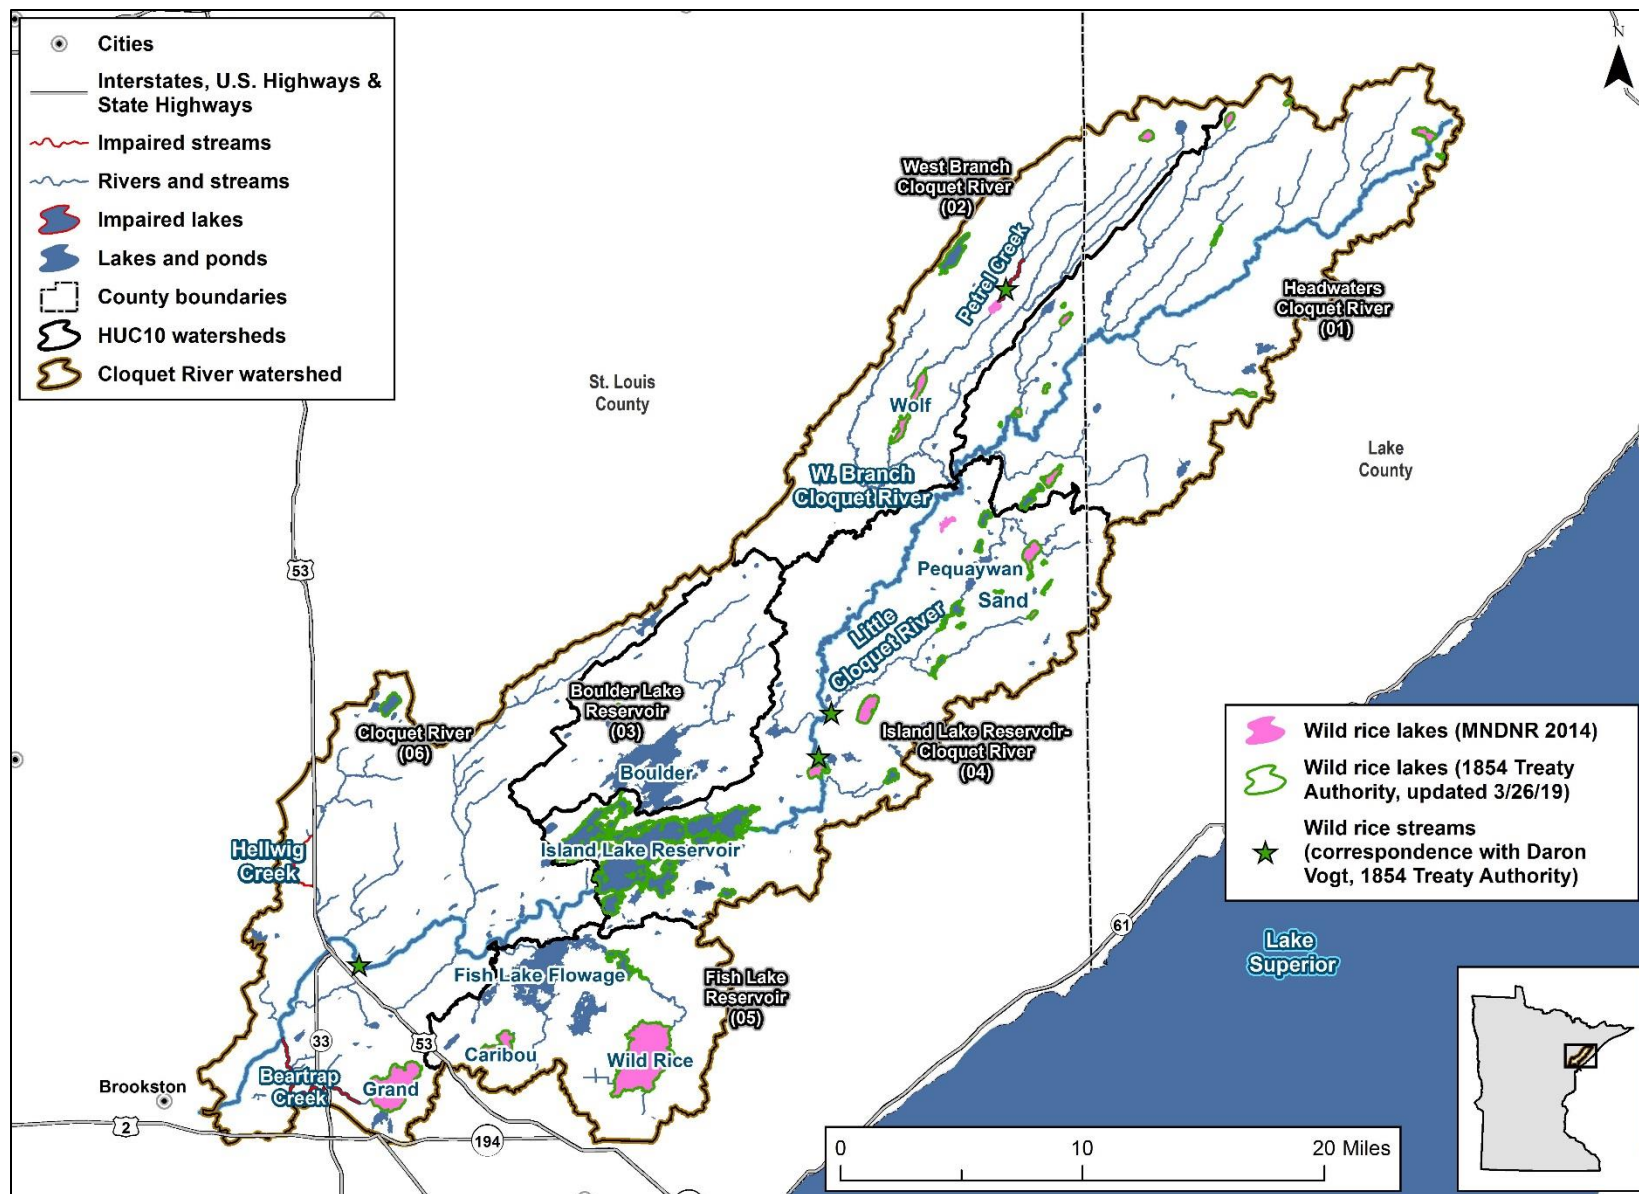 Cities
Interstates, U.S. Highways &
State Highways
Impaired streams
Rivers and streams
Impaired lakes
Lakes and ponds
County boundaries
HUC10 watersheds
Cloquet River watershed
N
West Branch
Cloquet River
(02)
Petrel Creek
Headwaters
Cloquet River
(01)
St. Louis
County
Wolf
Lake
County
W. Branch
Cloquet River
53
Pequaywan
Sand
Little
Cloquet River
Boulder Lake
Reservoir
(03)
Cloquet River
(06)
Island Lake Reservoir-
Cloquet River
(04)
Boulder
Wild rice lakes (MNDNR 2014)
Wild rice lakes (1854 Treaty
Authority, updated 3/26/19)
Wild rice streams
(correspondence with Daron
Vogt, 1854 Treaty Authority)
Hellwig
Creek
Island Lake Reservoir
61
Lake
Superior
Fish Lake Flowage
Fish Lake
Reservoir
(05)
33
53
Caribou
Wild Rice
Beartrap
Creek
Grand
Brookston
2
194
0
10
20 Miles